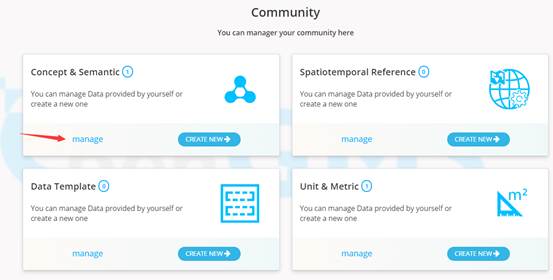 Community
You can manager your community here
Concept & Semantic 1
You can manage Data provided by yourself or
create a new one
manage
CREATE NEW
Spatiotemporal Reference 0
You can manage Data provided by yourself or
create a new one
manage
CREATE NEW
Data Template 6
You can manage Data provided by yourself or
create a new one
manage
CREATE NEW
Unit & Metric 1
You can manage Data provided by yourself or
create a new one
m²
manage
CREATE NEW